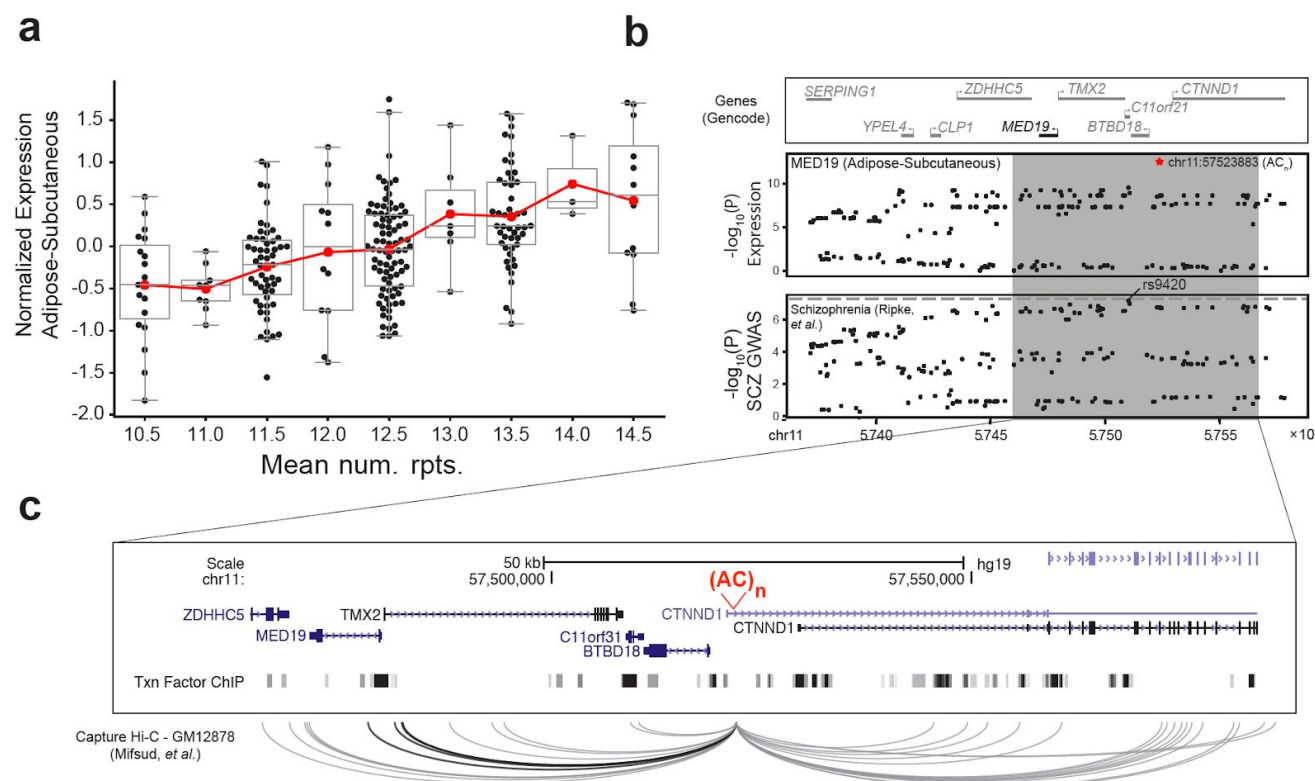 a
Normalized Expression
Adipose-Subcutaneous
1.5
1.0
0.5
0.0
-0.5
-1.0
-1.5
-2.0
10.5 11.0 11.5 12.0 12.5 13.0 13.5 14.0 14.5
Mean num. rpts.
b
Genes
(Gencode)
SERPING1 ZDHHC5 TMX2 CTNND1
C11orf21
YPEL4 CLP1 MED19 BTBD18
MED19 (Adipose-Subcutaneous)
chr11:57523883 (ACn)
-log10(P)
Expression
10
5
0
rs9420
Schizophrenia (Ripke,
et al.)
-log10(P)
SCZ GWAS
6
4
2
0
chr11 5.740 5.745 5.750 5.755 ×10
c
Scale 50 kb hg19
chr11: 57,500,000 57,550,000
(AC)n
ZDHHC5 TMX2 CTNND1
MED19 CTNND1
C11orf31
BTBD18
Txn Factor ChIP
Capture Hi-C - GM12878
(Mifsud, et al.)